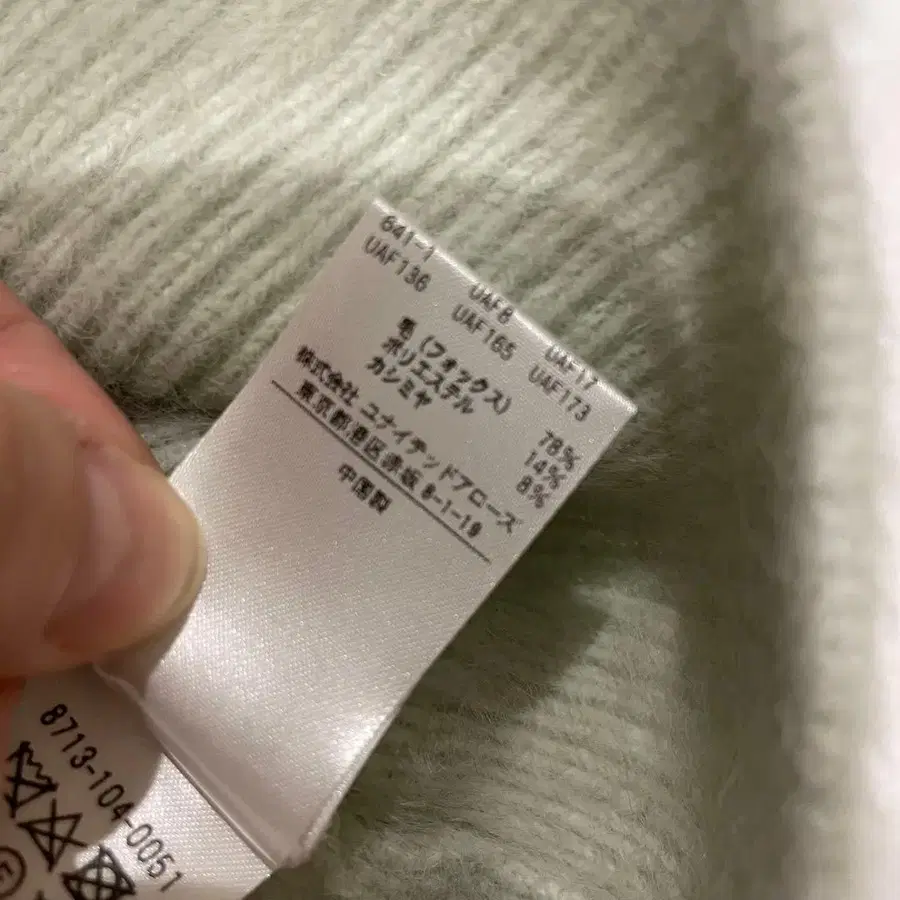 641-1
UAF136 UAF8
UAF165 UAF17
UAF173
毛(フォックス) 78%
ポリエステル 14%
カシミヤ 8%
株式会社 ユナイテッドアローズ
東京都港区赤坂8-1-19
中国製
8713-104-0051